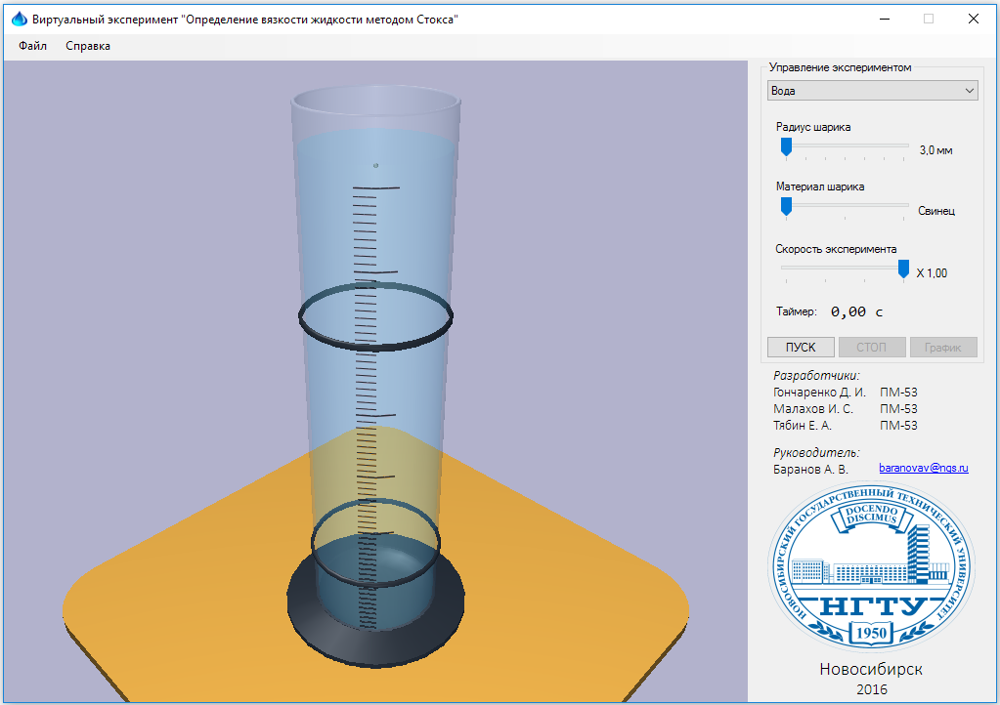 Виртуальный эксперимент "Определение вязкости жидкости методом Стокса"
Файл Справка
Управление экспериментом
Вода
Радиус шарика
3,0 мм
Материал шарика
Свинец
Скорость эксперимента
X 1,00
Таймер: 0,00 с
ПУСК СТОП График
Разработчики:
Гончаренко Д. И. ПМ-53
Малахов И. С. ПМ-53
Тябин Е. А. ПМ-53
Руководитель:
Баранов А. В. baranovav@ngs.ru
НОВОСИБИРСКИЙ ГОСУДАРСТВЕННЫЙ ТЕХНИЧЕСКИЙ УНИВЕРСИТЕТ
DOCENDO
DISCIMUS
НГТУ
1950
Новосибирск
2016